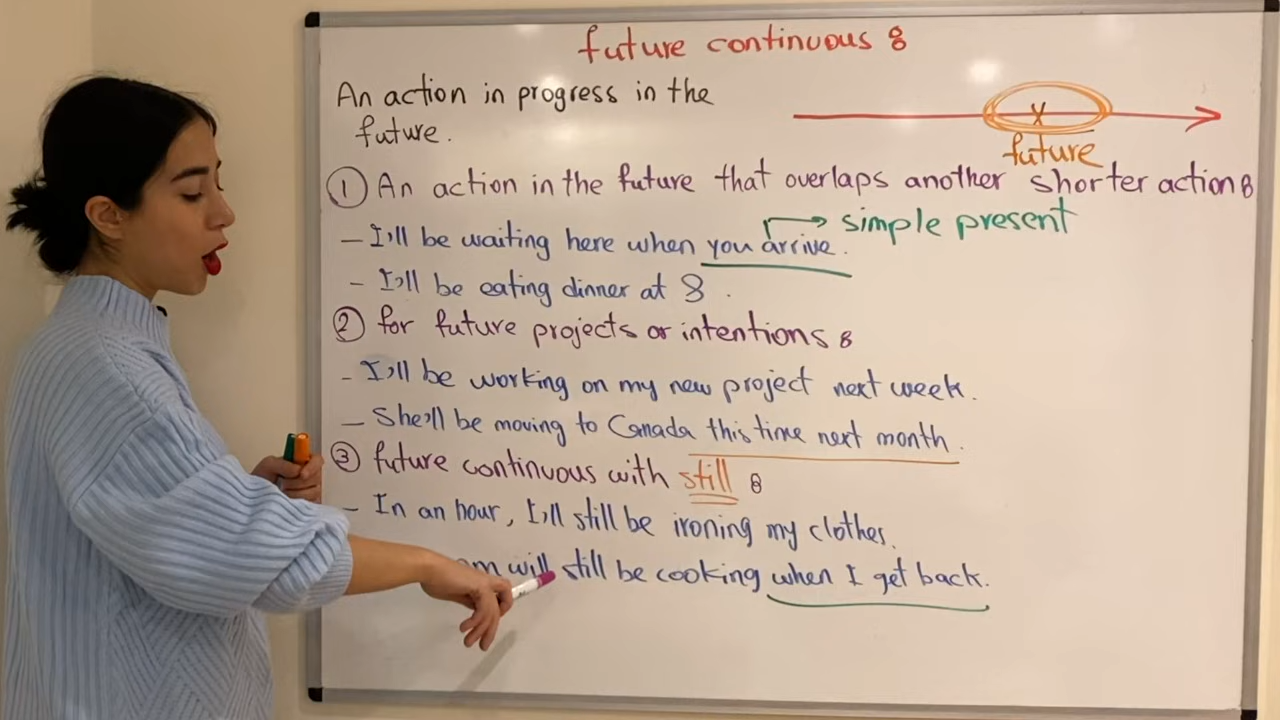 future continuous :
An action in progress in the
future.
x
future
① An action in the future that overlaps another shorter action :
simple present
- I'll be waiting here when you arrive.
- I'll be eating dinner at 8.
② for future projects or intentions :
- I'll be working on my new project next week.
- She'll be moving to Canada this time next month.
③ future continuous with still :
- In an hour, I'll still be ironing my clothes.
will still be cooking when I get back.